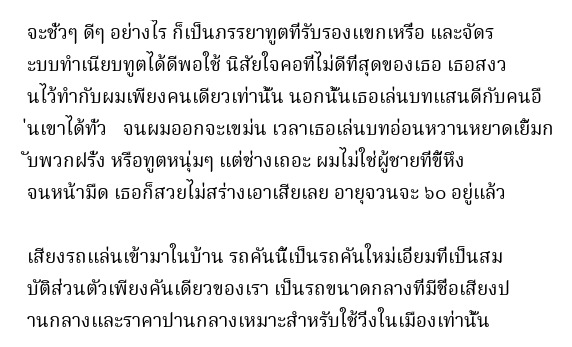 จะชั่วๆ ดีๆ อย่างไร ก็เป็นภรรยาทูตที่รับรองแขกเหรื่อ และจัดร
ะบบทำเนียบทูตได้ดีพอใช้ นิสัยใจคอที่ไม่ดีที่สุดของเธอ เธอสงว
นไว้ทำกับผมเพียงคนเดียวเท่านั้น นอกนั้นเธอเล่นบทแสนดีกับคนอื
่นเขาได้ทั่ว จนผมออกจะเขม่น เวลาเธอเล่นบทอ่อนหวานหยาดเยิ้มก
ับพวกฝรั่ง หรือทูตหนุ่มๆ แต่ช่างเถอะ ผมไม่ใช่ผู้ชายที่ขี้หึง
จนหน้ามืด เธอก็สวยไม่สร่างเอาเสียเลย อายุจวนจะ ๖๐ อยู่แล้ว
เสียงรถแล่นเข้ามาในบ้าน รถคันนี้เป็นรถคันใหม่เอี่ยมที่เป็นสม
บัติส่วนตัวเพียงคันเดียวของเรา เป็นรถขนาดกลางที่มีชื่อเสียงป
านกลางและราคาปานกลางเหมาะสำหรับใช้วิ่งในเมืองเท่านั้น